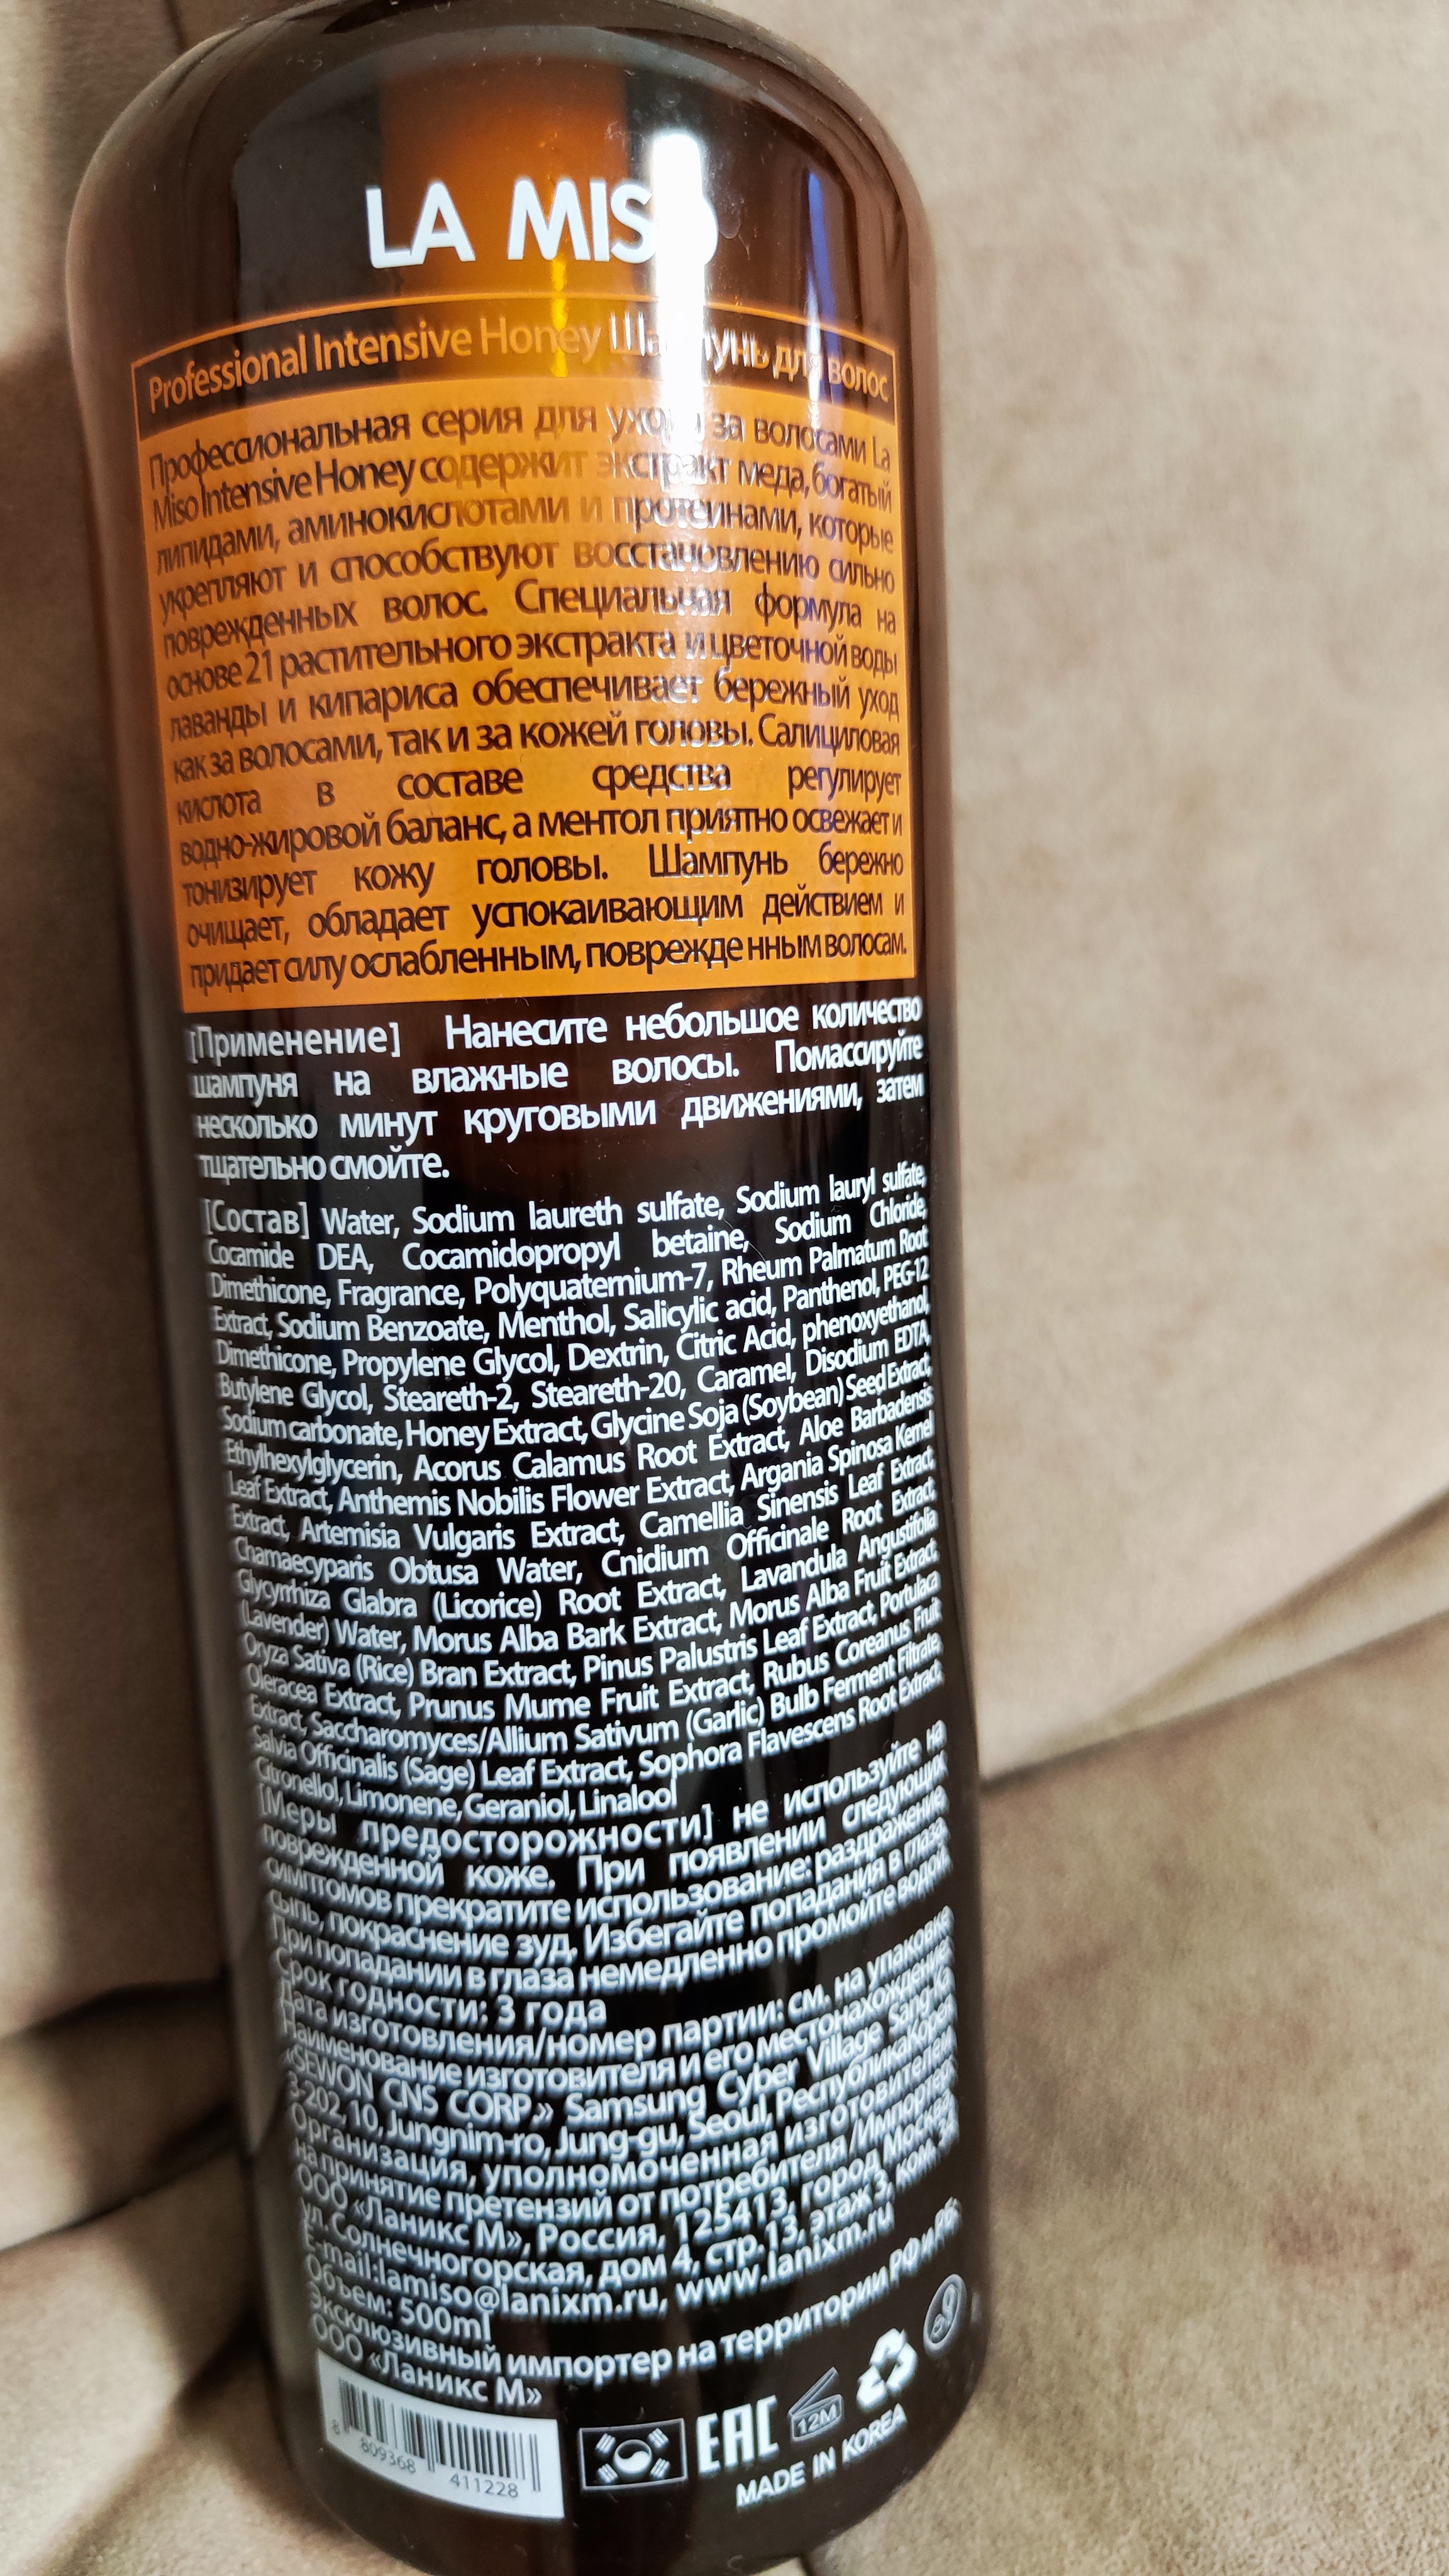 LA MISO
Professional Intensive Honey Шампунь для волос
Профессиональная серия для ухода за волосами La
Miso Intensive Honey содержит экстракт меда, богатый
липидами, аминокислотами и протеинами, которые
укрепляют и способствуют восстановлению сильно
поврежденных волос. Специальная формула на
основе 21 растительного экстракта и цветочной воды
лаванды и кипариса обеспечивает бережный уход
как за волосами, так и за кожей головы. Салициловая
кислота в составе средства регулирует
водно-жировой баланс, а ментол приятно освежает и
тонизирует кожу головы. Шампунь бережно
очищает, обладает успокаивающим действием и
придает силу ослабленным, поврежде нным волосам.
[Применение] Нанесите небольшое количество
шампуня на влажные волосы. Помассируйте
несколько минут круговыми движениями, затем
тщательно смойте.
[Состав] Water, Sodium laureth sulfate, Sodium lauryl sulfate,
Cocamide DEA, Cocamidopropyl betaine, Sodium Chloride,
Dimethicone, Fragrance, Polyquaternium-7, Rheum Palmatum Root
Extract, Sodium Benzoate, Menthol, Salicylic acid, Panthenol, PEG-12
Dimethicone, Propylene Glycol, Dextrin, Citric Acid, phenoxyethanol,
Butylene Glycol, Steareth-2, Steareth-20, Caramel, Disodium EDTA,
Sodium carbonate, Honey Extract, Glycine Soja (Soybean) Seed Extract,
Ethylhexylglycerin, Acorus Calamus Root Extract, Aloe Barbadensis
Leaf Extract, Anthemis Nobilis Flower Extract, Argania Spinosa Kernel
Extract, Artemisia Vulgaris Extract, Camellia Sinensis Leaf Extract,
Chamaecyparis Obtusa Water, Cnidium Officinale Root Extract,
Glycyrrhiza Glabra (Licorice) Root Extract, Lavandula Angustifolia
(Lavender) Water, Morus Alba Bark Extract, Morus Alba Fruit Extract,
Oryza Sativa (Rice) Bran Extract, Pinus Palustris Leaf Extract, Portulaca
Oleracea Extract, Prunus Mume Fruit Extract, Rubus Coreanus Fruit
Extract, Saccharomyces/Allium Sativum (Garlic) Bulb Ferment Filtrate,
Salvia Officinalis (Sage) Leaf Extract, Sophora Flavescens Root Extract,
Citronellol, Limonene, Geraniol, Linalool
[Меры предосторожности] не используйте на
поврежденной коже. При появлении следующих
симптомов прекратите использование: раздражение,
сыпь, покраснение зуд. Избегайте попадания в глаза.
При попадании в глаза немедленно промойте водой.
Срок годности: 3 года
Дата изготовления/номер партии: см. на упаковке
Наименование изготовителя и его местонахождение:
«SEWON CNS CORP.» Samsung Cyber Village Sang-Ka
3-202, 10, Jungnim-ro, Jung-gu, Seoul, Республика Корея
Организация, уполномоченная изготовителем
на принятие претензий от потребителя /Импортер:
ООО «Ланикс М», Россия, 125413, город Москва,
ул.Солнечногорская, дом 4, стр.13, этаж 3, ком. 34
E-mail:lamiso@lanixm.ru, www.lanixm.ru
Объем: 500ml
Эксклюзивный импортер на территории РФ и РБ:
ООО «Ланикс М»
8 809368 411228
EAC
12M
MADE IN KOREA